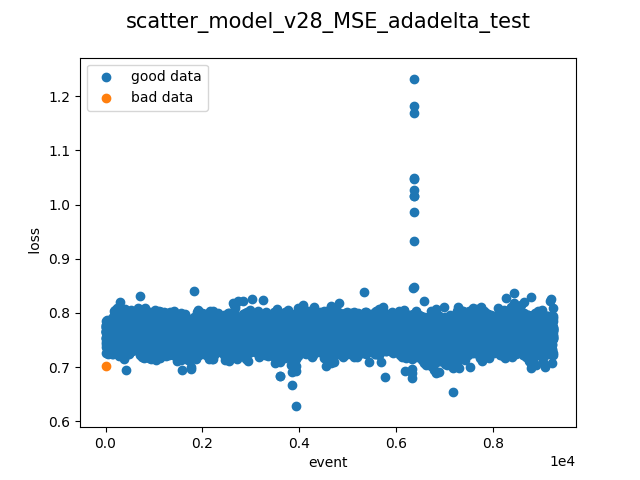 scatter_model_v28_MSE_adadelta_test
good data
bad data
1.2
1.1
1.0
0.9
0.8
0.7
0.6
loss
0.0 0.2 0.4 0.6 0.8
1e4
event